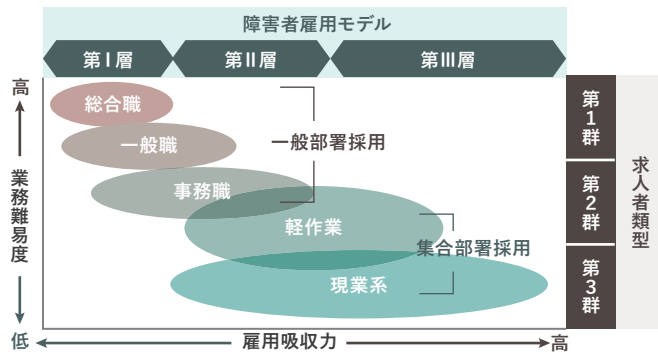 障害者雇用モデル
第Ⅰ層
第Ⅱ層
第Ⅲ層
高
業務難易度
低
総合職
一般職
事務職
軽作業
現業系
一般部署採用
集合部署採用
第1群
第2群
第3群
求人者類型
雇用吸収力
高